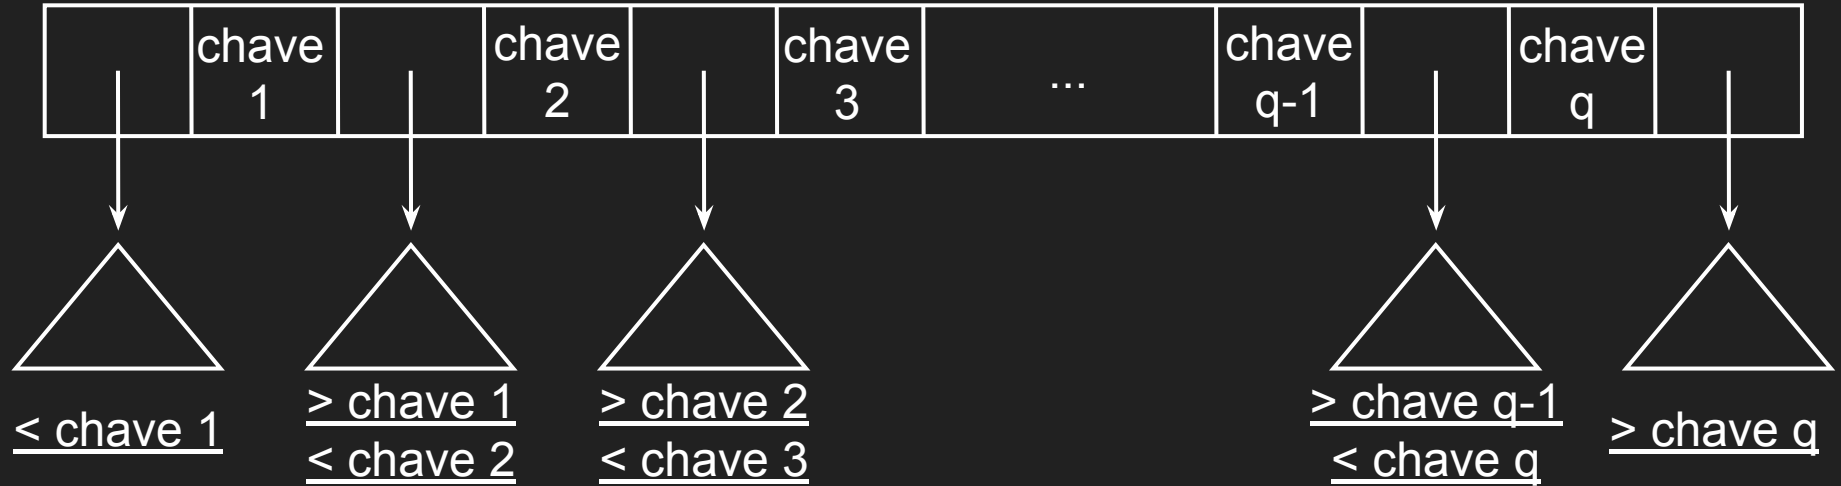 chave
1
chave
2
chave
3
...
chave
q-1
chave
q
< chave 1
> chave 1
< chave 2
> chave 2
< chave 3
> chave q-1
< chave q
> chave q